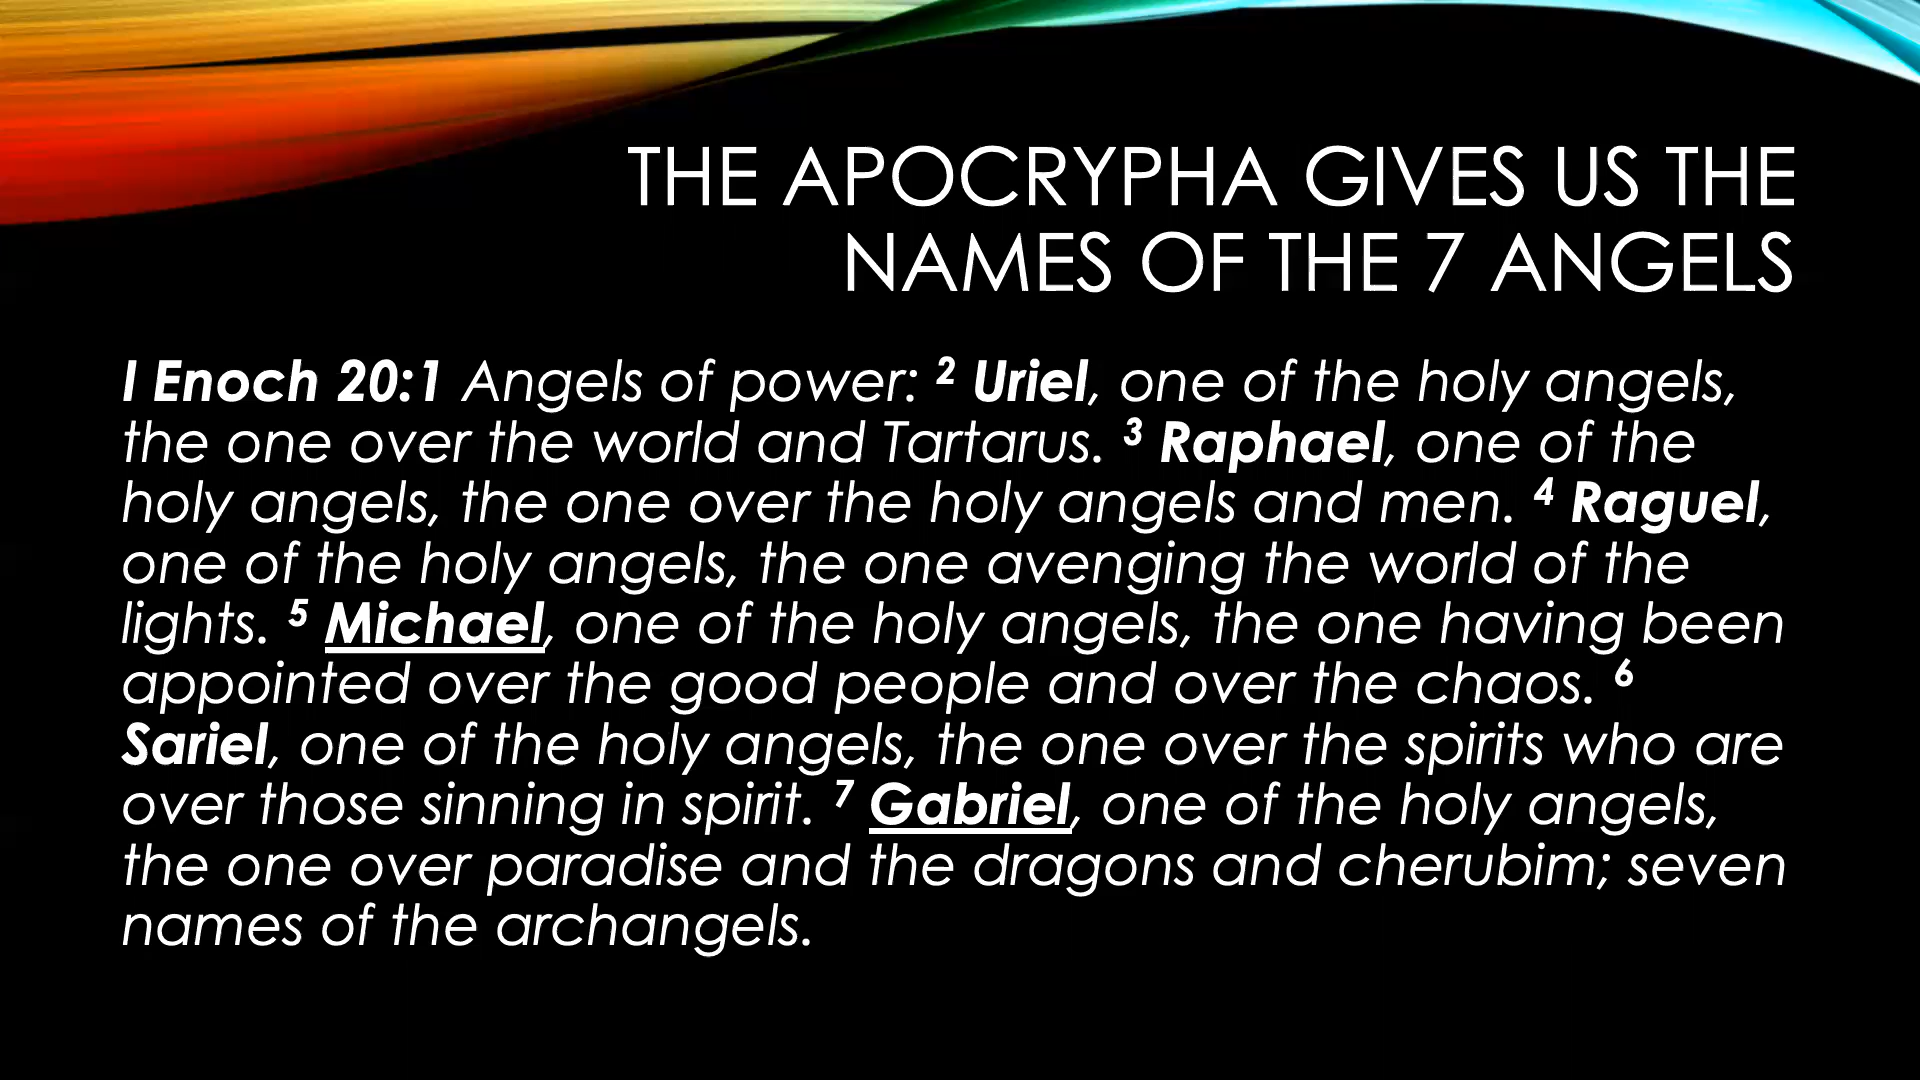 THE APOCRYPHA GIVES US THE
NAMES OF THE 7 ANGELS
I Enoch 20:1 Angels of power: 2 Uriel, one of the holy angels,
the one over the world and Tartarus. 3 Raphael, one of the
holy angels, the one over the holy angels and men. 4 Raguel,
one of the holy angels, the one avenging the world of the
lights. 5 Michael, one of the holy angels, the one having been
appointed over the good people and over the chaos. 6
Sariel, one of the holy angels, the one over the spirits who are
over those sinning in spirit. 7 Gabriel, one of the holy angels,
the one over paradise and the dragons and cherubim; seven
names of the archangels.